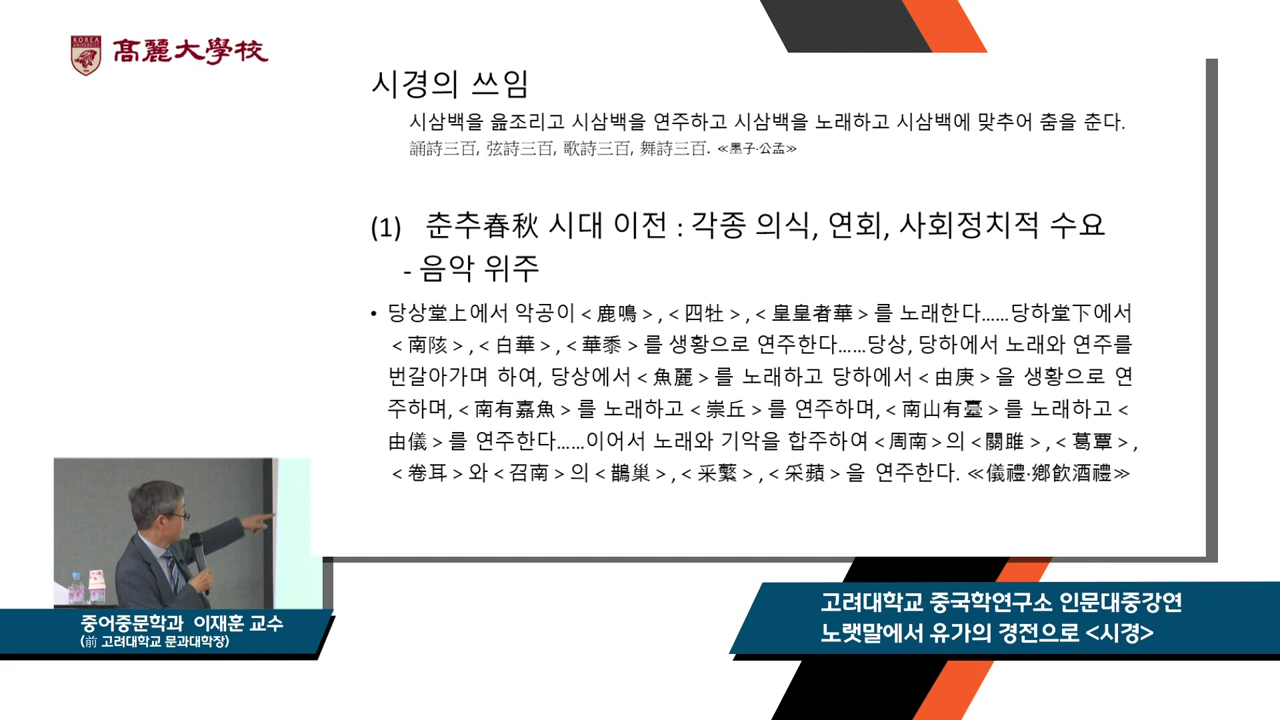 KOREA
UNIVERSITY
高麗大學校
시경의 쓰임
시삼백을 읊조리고 시삼백을 연주하고 시삼백을 노래하고 시삼백에 맞추어 춤을 춘다.
誦詩三百, 弦詩三百, 歌詩三百, 舞詩三百. ≪墨子·公孟≫
(1) 춘추春秋 시대 이전 : 각종 의식, 연회, 사회정치적 수요
- 음악 위주
• 당상堂上에서 악공이 < 鹿鳴 > , < 四牡 > , < 皇皇者華 > 를 노래한다……당하堂下에서
< 南陔 > , < 白華 > , < 華黍 > 를 생황으로 연주한다……당상, 당하에서 노래와 연주를
번갈아가며 하여, 당상에서 < 魚麗 > 를 노래하고 당하에서 < 由庚 > 을 생황으로 연
주하며, < 南有嘉魚 > 를 노래하고 < 崇丘 > 를 연주하며, < 南山有臺 > 를 노래하고 <
由儀 > 를 연주한다……이어서 노래와 기악을 합주하여 < 周南 > 의 < 關雎 > , < 葛覃 > ,
< 卷耳 > 와 < 召南 > 의 < 鵲巢 > , < 采蘩 > , < 采蘋 > 을 연주한다. ≪儀禮·鄕飮酒禮≫
중어중문학과 이재훈 교수
(前 고려대학교 문과대학장)
고려대학교 중국학연구소 인문대중강연
노랫말에서 유가의 경전으로 <시경>